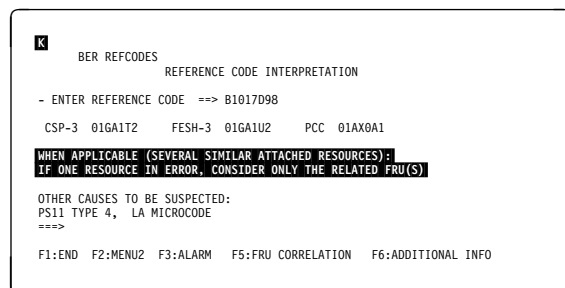 K
BER REFCODES
REFERENCE CODE INTERPRETATION
- ENTER REFERENCE CODE ==> B1017D98
CSP-3 01GA1T2 FESH-3 01GA1U2 PCC 01AX0A1
WHEN APPLICABLE (SEVERAL SIMILAR ATTACHED RESOURCES):
IF ONE RESOURCE IN ERROR, CONSIDER ONLY THE RELATED FRU(S)
OTHER CAUSES TO BE SUSPECTED:
PS11 TYPE 4, LA MICROCODE
===>
F1:END F2:MENU2 F3:ALARM F5:FRU CORRELATION F6:ADDITIONAL INFO